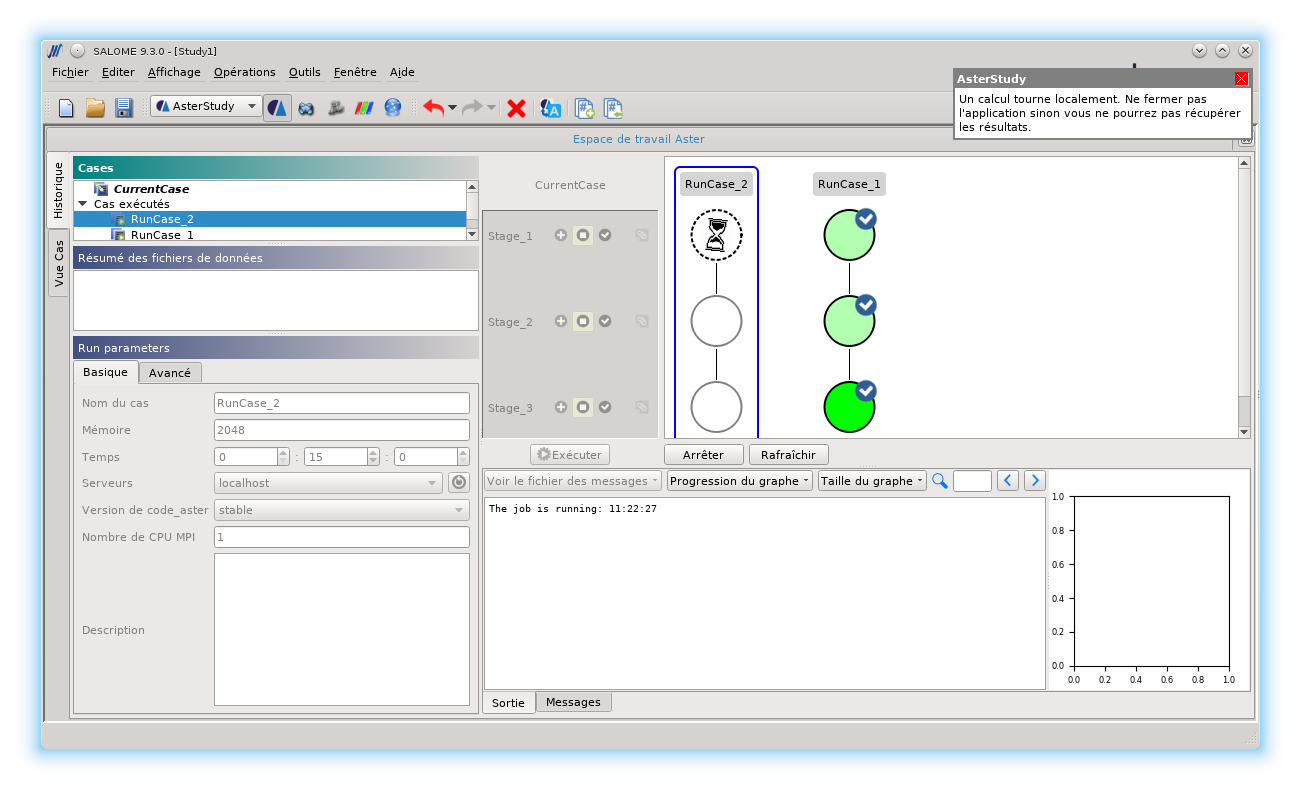 SALOME 9.3.0 - [Study1]
Fichier Editer Affichage Opérations Outils Fenêtre Aide
AsterStudy
AsterStudy
Un calcul tourne localement. Ne fermer pas
l'application sinon vous ne pourrez pas récupérer
les résultats.
Espace de travail Aster
Historique
Vue Cas
Cases
CurrentCase
Cas exécutés
RunCase_2
RunCase_1
Résumé des fichiers de données
Run parameters
Basique Avancé
Nom du cas RunCase_2
Mémoire 2048
Temps 0 : 15 : 0
Serveurs localhost
Version de code_aster stable
Nombre de CPU MPI 1
Description
CurrentCase RunCase_2 RunCase_1
Stage_1
Stage_2
Stage_3
Exécuter Arrêter Rafraîchir
Voir le fichier des messages Progression du graphe Taille du graphe
The job is running: 11:22:27
1.0
0.8
0.6
0.4
0.2
0.0
0.0 0.2 0.4 0.6 0.8 1.0
Sortie Messages